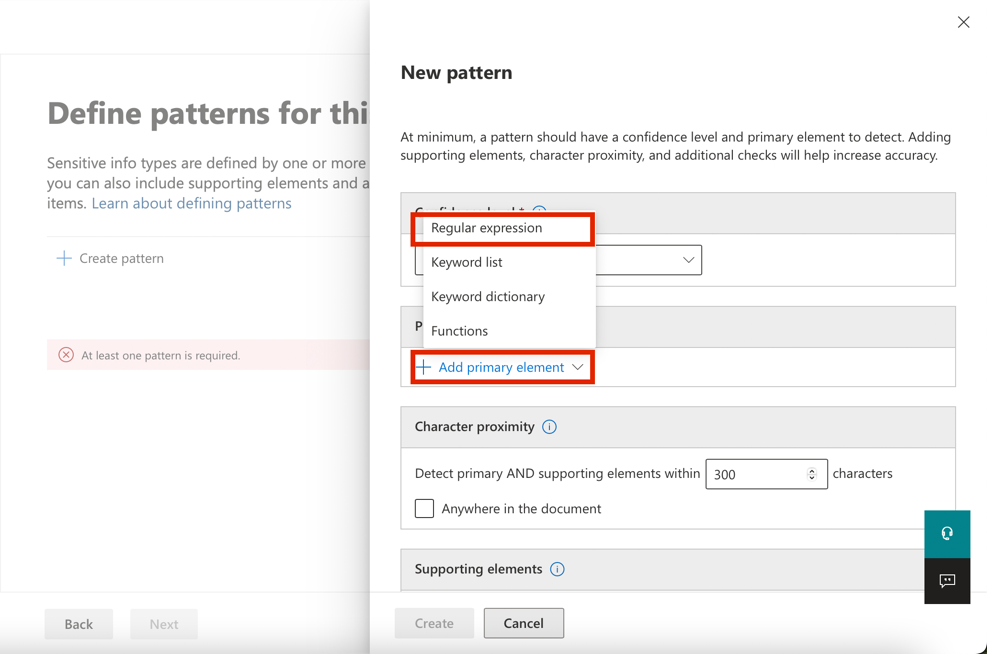 New pattern
Define patterns for thi
At minimum, a pattern should have a confidence level and primary element to detect. Adding
supporting elements, character proximity, and additional checks will help increase accuracy.
Sensitive info types are defined by one or more
you can also include supporting elements and a
items. Learn about defining patterns
Create pattern
At least one pattern is required.
Regular expression
Keyword list
Keyword dictionary
Functions
P
Add primary element
Character proximity
Detect primary AND supporting elements within 300 characters
Anywhere in the document
Supporting elements
Back
Next
Create
Cancel